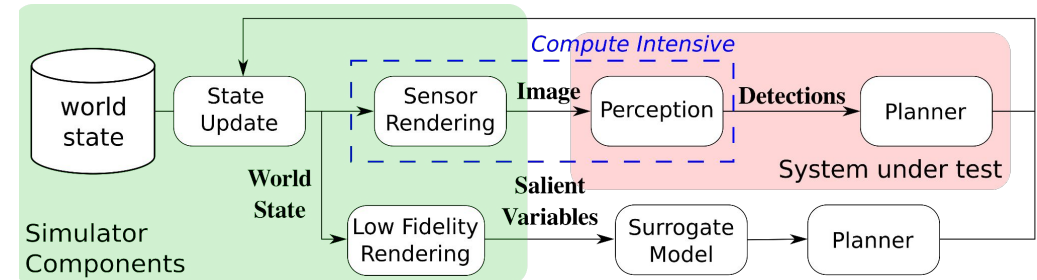 Compute Intensive
world
state
State
Update
Sensor
Rendering
Image
Perception
Detections
Planner
System under test
World
State
Salient
Variables
Low Fidelity
Rendering
Surrogate
Model
Planner
Simulator
Components